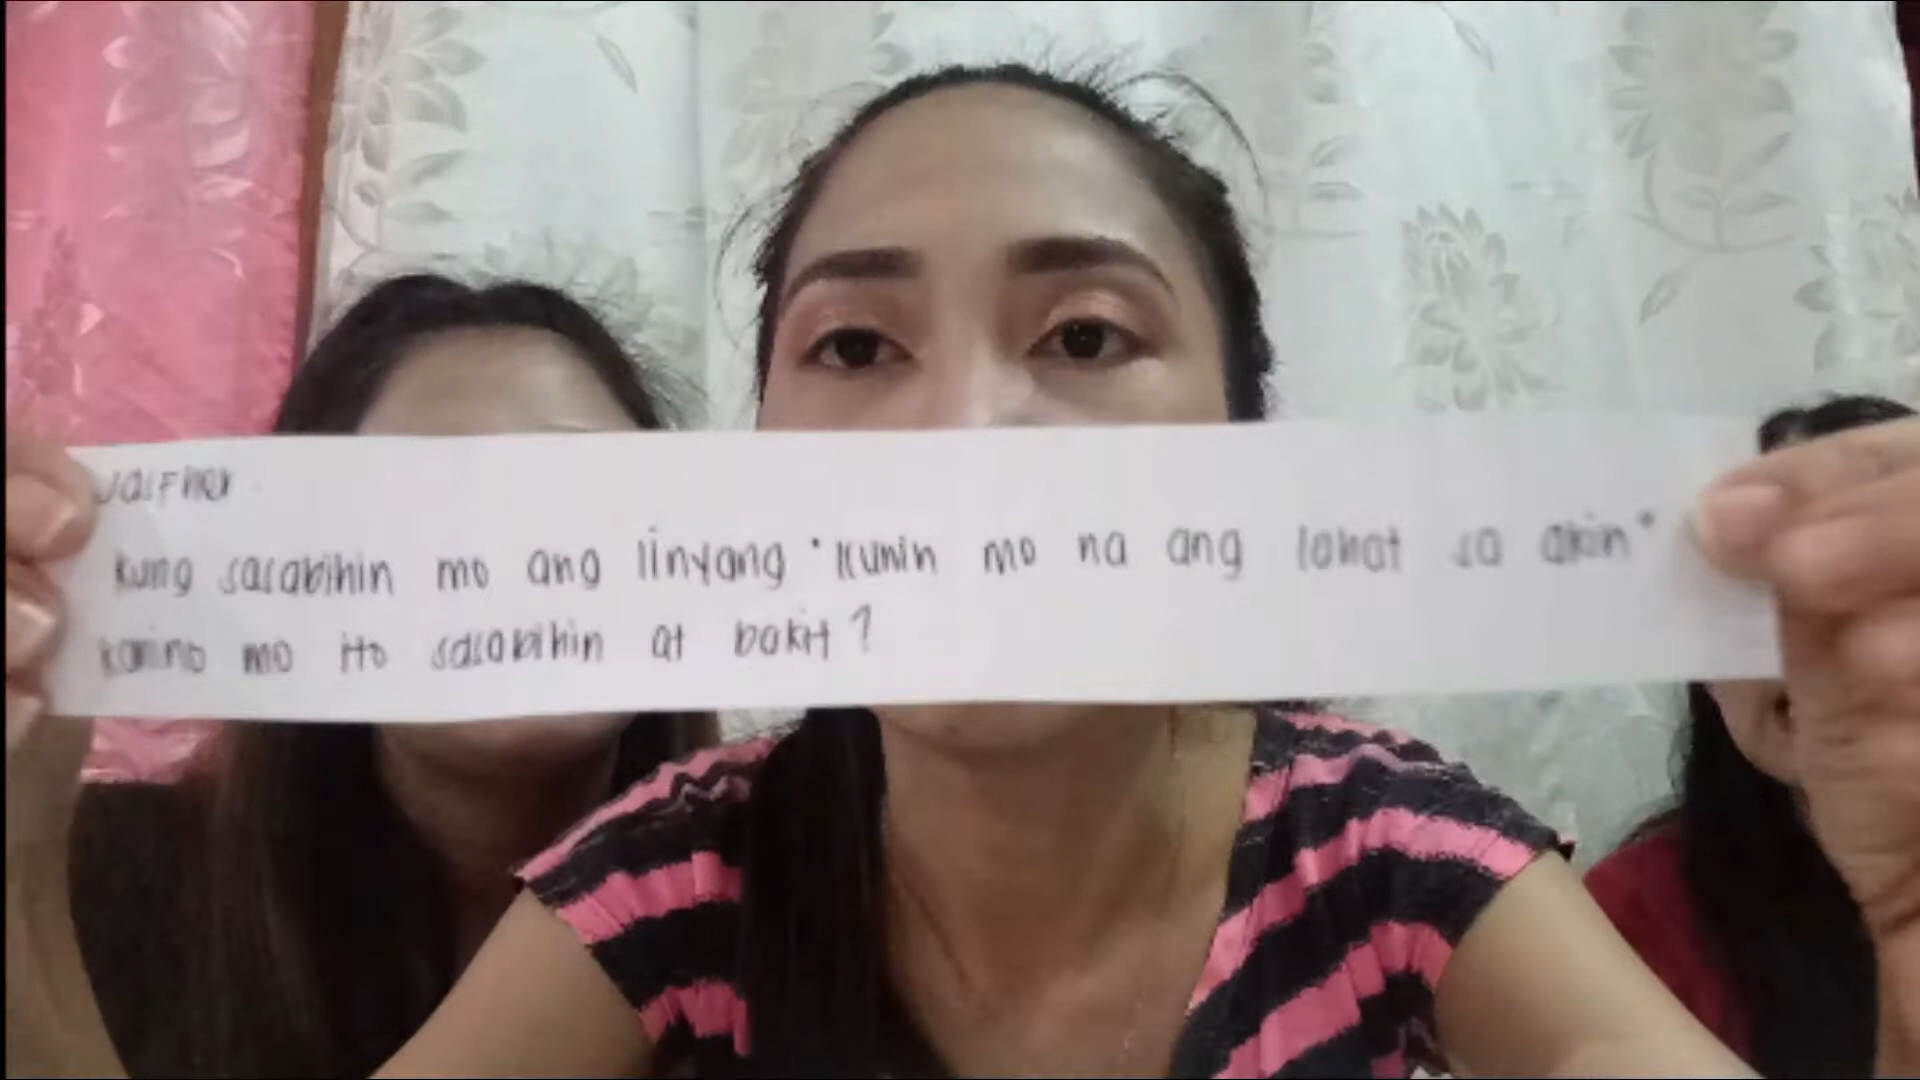 Kung sasabihin mo ang linyang "kunin mo na ang lahat sa akin"
kanino mo ito sasabihin at bakit?